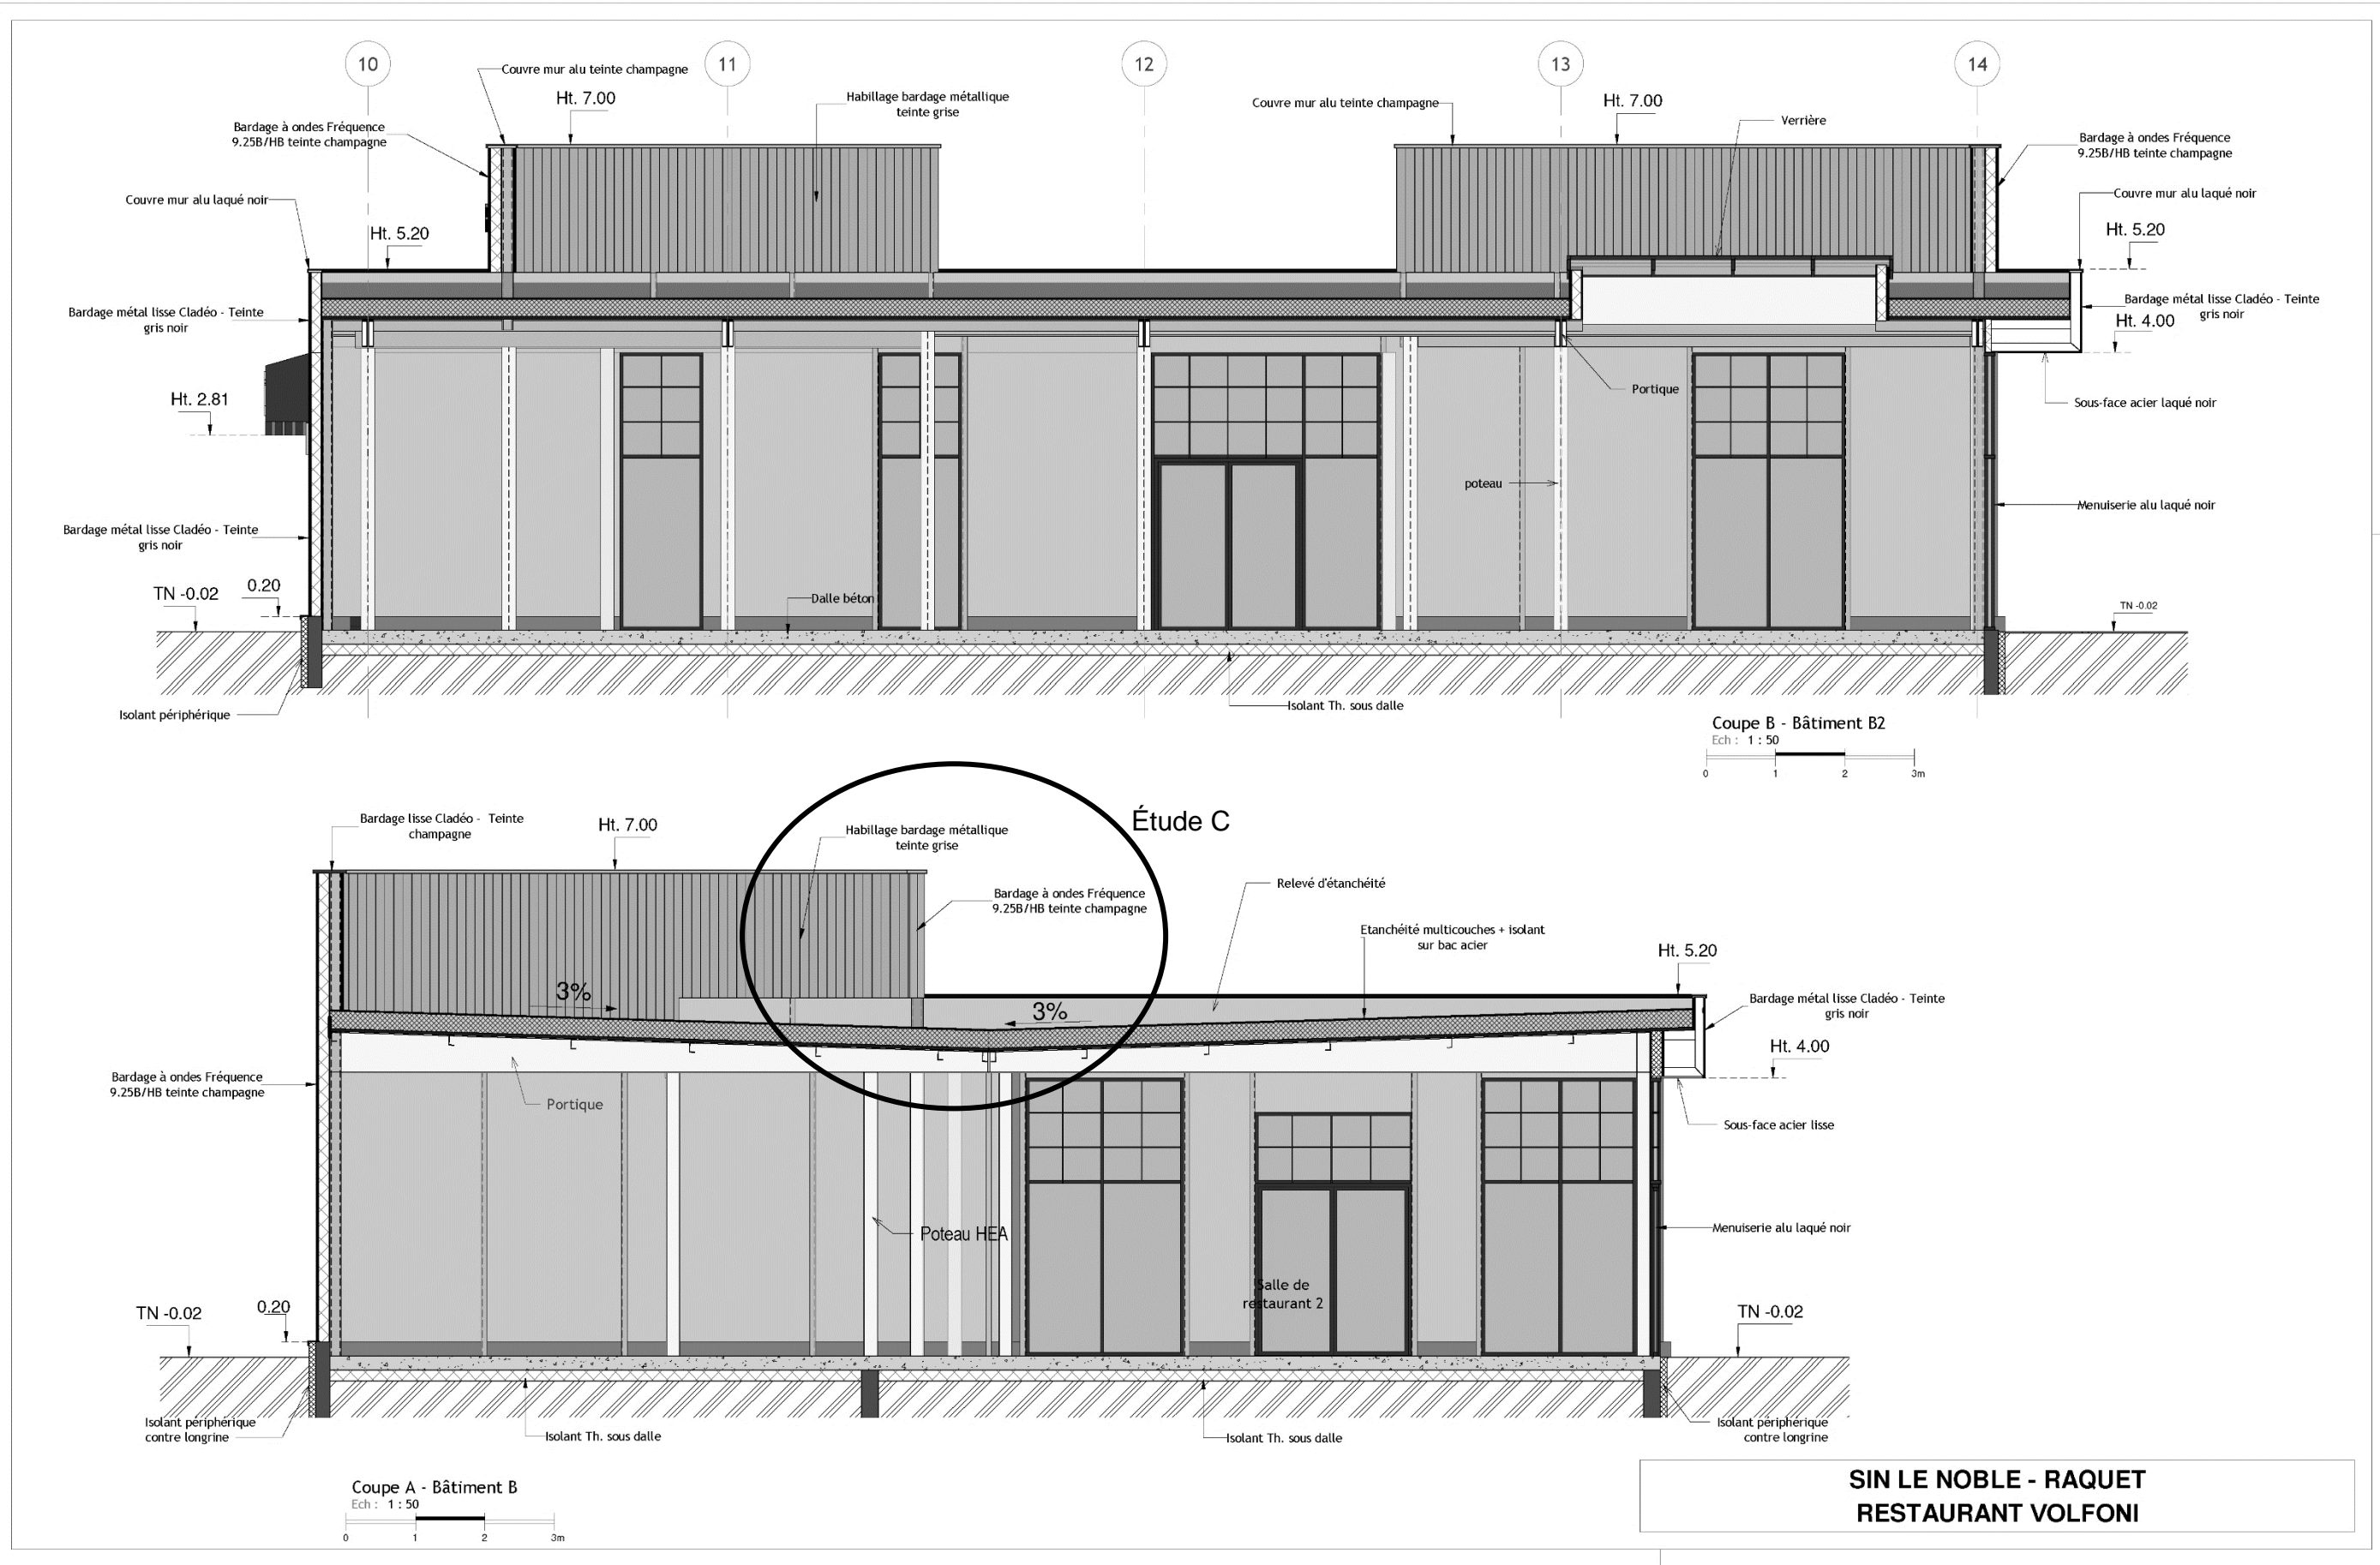 10
11
12
13
14
Couvre mur alu teinte champagne
Ht. 7.00
Habillage bardage métallique
teinte grise
Couvre mur alu teinte champagne
Ht. 7.00
Verrière
Bardage à ondes Fréquence
9.25B/HB teinte champagne
Bardage à ondes Fréquence
9.25B/HB teinte champagne
Couvre mur alu laqué noir
Couvre mur alu laqué noir
Ht. 5.20
Ht. 5.20
Bardage métal lisse Cladéo - Teinte
gris noir
Bardage métal lisse Cladéo - Teinte
gris noir
Ht. 4.00
Ht. 2.81
Portique
Sous-face acier laqué noir
poteau
Menuiserie alu laqué noir
Bardage métal lisse Cladéo - Teinte
gris noir
TN -0.02
0.20
Dalle béton
TN -0.02
Isolant périphérique
Isolant Th. sous dalle
Coupe B - Bâtiment B2
Ech : 1 : 50
0 1 2 3m
Étude C
Bardage lisse Cladéo - Teinte
champagne
Ht. 7.00
Habillage bardage métallique
teinte grise
Bardage à ondes Fréquence
9.25B/HB teinte champagne
Relevé d'étanchéité
Etanchéité multicouches + isolant
sur bac acier
Ht. 5.20
3%
3%
Bardage métal lisse Cladéo - Teinte
gris noir
Ht. 4.00
Bardage à ondes Fréquence
9.25B/HB teinte champagne
Portique
Sous-face acier lisse
Poteau HEA
Menuiserie alu laqué noir
Salle de
restaurant 2
TN -0.02
0.20
TN -0.02
Isolant périphérique
contre longrine
Isolant Th. sous dalle
Isolant Th. sous dalle
Isolant périphérique
contre longrine
Coupe A - Bâtiment B
Ech : 1 : 50
0 1 2 3m
SIN LE NOBLE - RAQUET
RESTAURANT VOLFONI